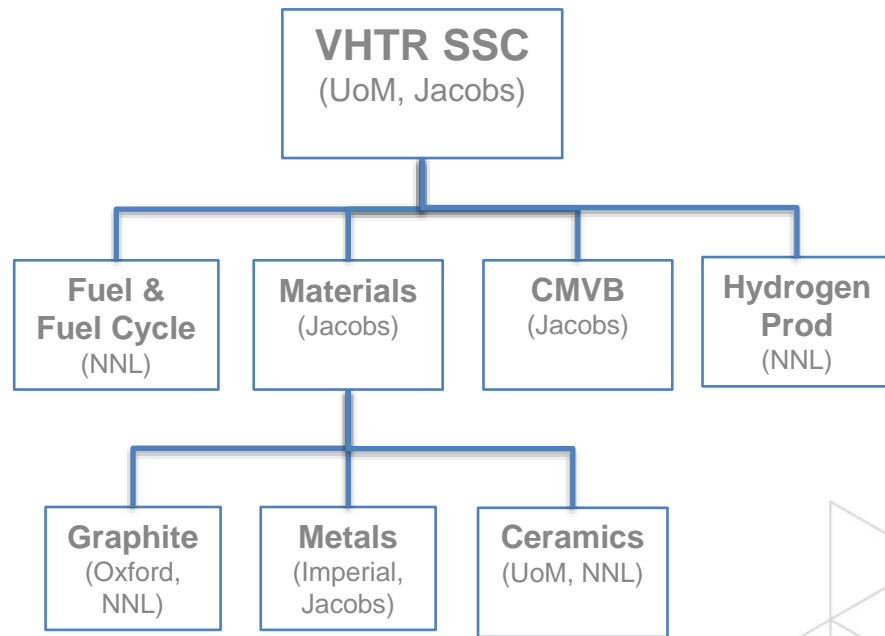 VHTR SSC
(UoM, Jacobs)
Fuel &
Fuel Cycle
(NNL)
Materials
(Jacobs)
CMVB
(Jacobs)
Hydrogen
Prod
(NNL)
Graphite
(Oxford,
NNL)
Metals
(Imperial,
Jacobs)
Ceramics
(UoM, NNL)